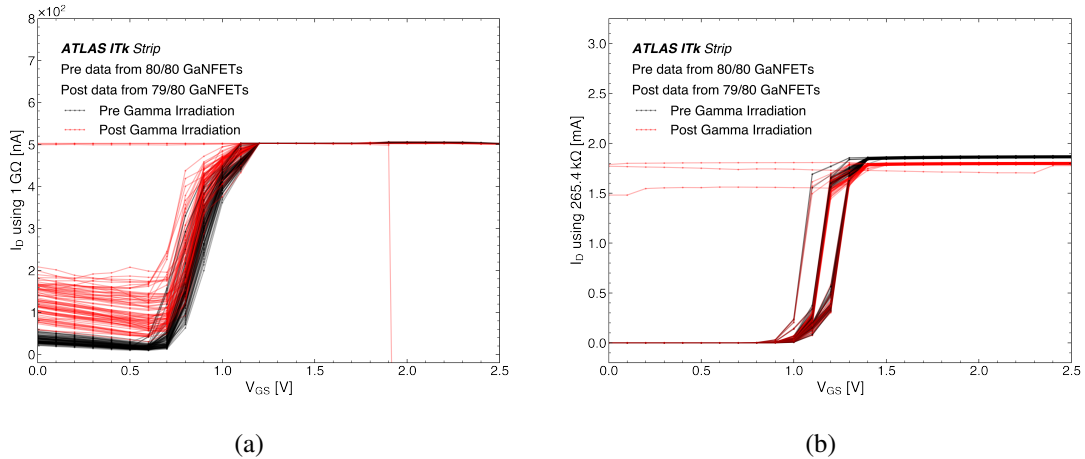 8
7
6
5
4
3
2
1
0
×10²
I_D using 1 GΩ [nA]
ATLAS ITk Strip
Pre data from 80/80 GaNFETs
Post data from 79/80 GaNFETs
Pre Gamma Irradiation
Post Gamma Irradiation
0.0 0.5 1.0 1.5 2.0 2.5
V_GS [V]
(a)
3.0
2.5
2.0
1.5
1.0
0.5
0.0
I_D using 265.4 kΩ [mA]
ATLAS ITk Strip
Pre data from 80/80 GaNFETs
Post data from 79/80 GaNFETs
Pre Gamma Irradiation
Post Gamma Irradiation
0.0 0.5 1.0 1.5 2.0 2.5
V_GS [V]
(b)